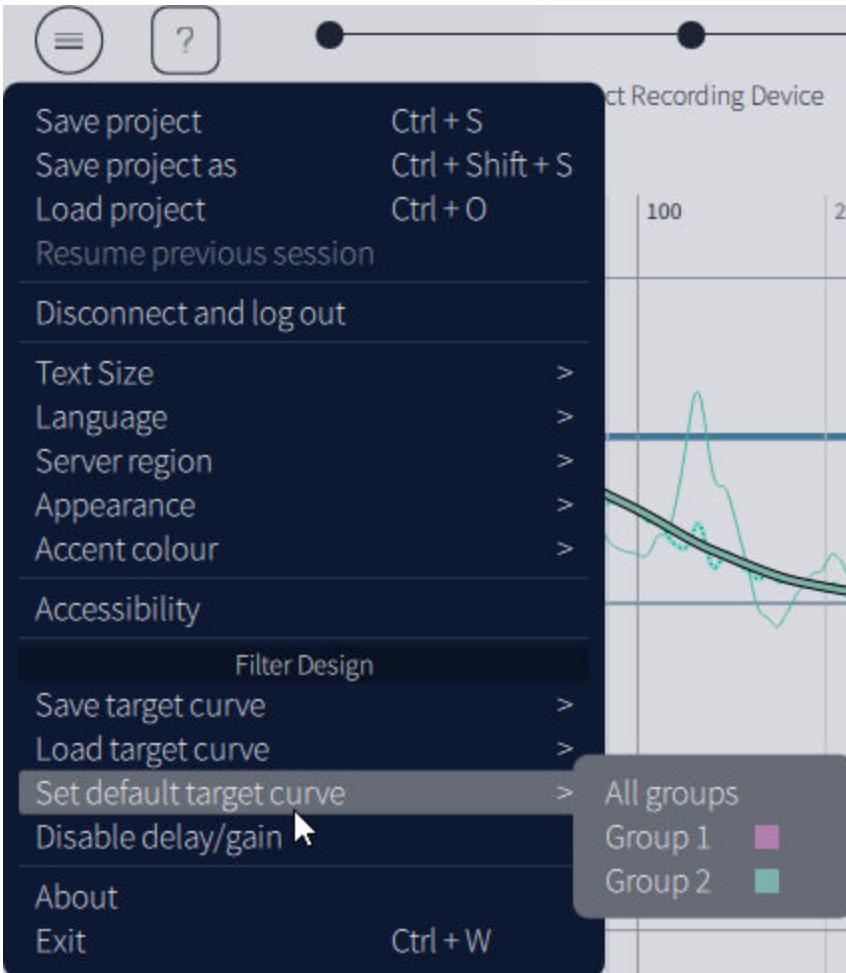 ?
ct Recording Device
Save project Ctrl + S
Save project as Ctrl + Shift + S
Load project Ctrl + O
Resume previous session
Disconnect and log out
Text Size >
Language >
Server region >
Appearance >
Accent colour >
Accessibility
Filter Design
Save target curve >
Load target curve >
Set default target curve >
Disable delay/gain
About
Exit Ctrl + W
100
2
All groups
Group 1
Group 2